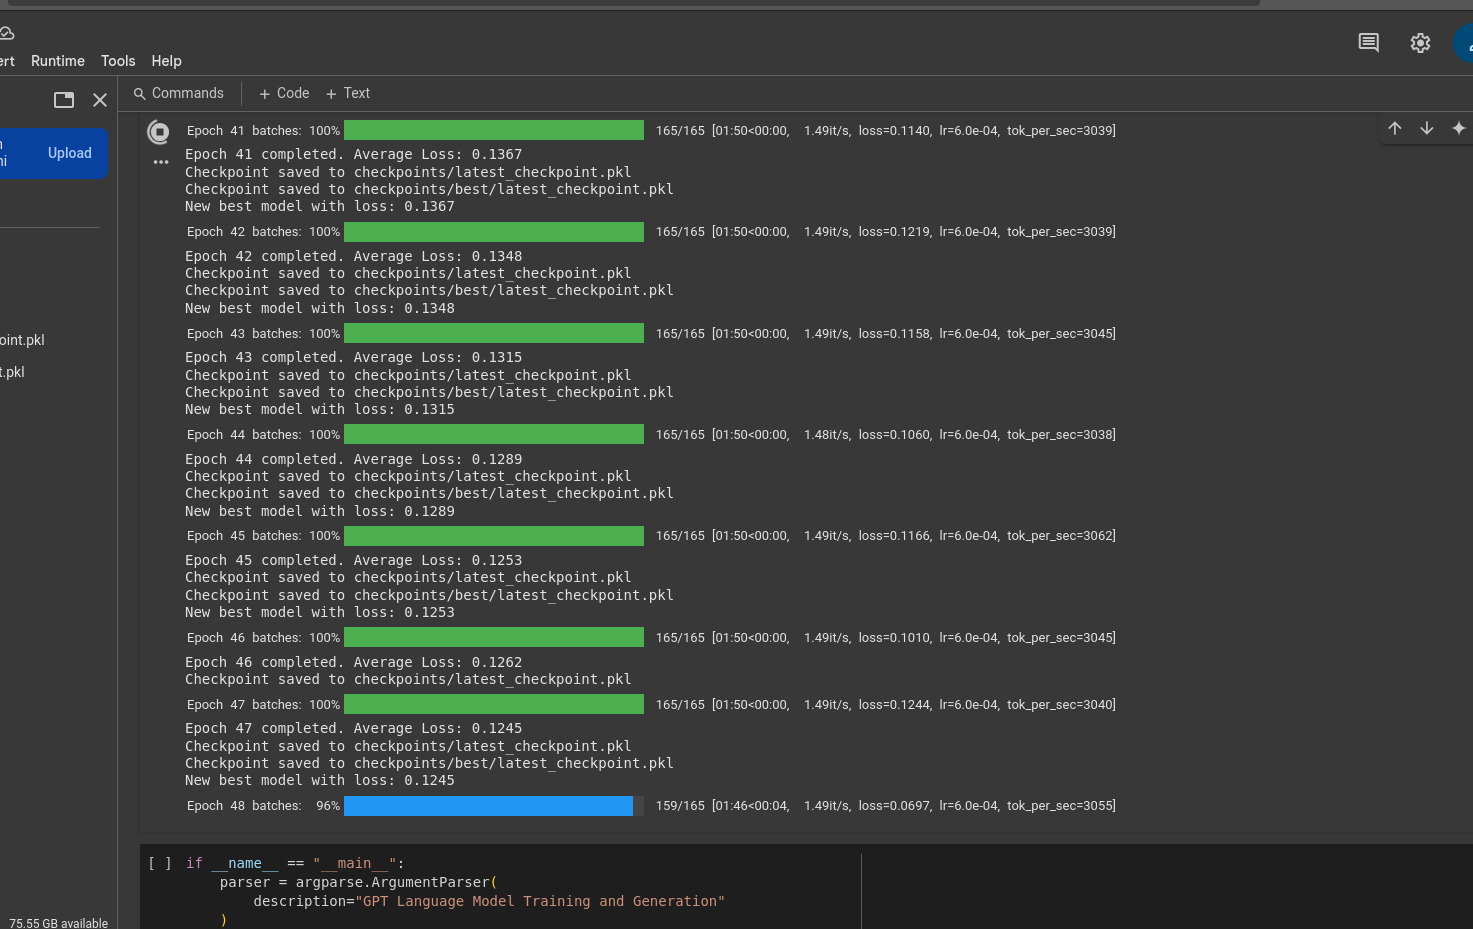 ert Runtime Tools Help
Commands + Code + Text
n
ni
Upload
Epoch 41 batches: 100% 165/165 [01:50<00:00, 1.49it/s, loss=0.1140, lr=6.0e-04, tok_per_sec=3039]
Epoch 41 completed. Average Loss: 0.1367
Checkpoint saved to checkpoints/latest_checkpoint.pkl
Checkpoint saved to checkpoints/best/latest_checkpoint.pkl
New best model with loss: 0.1367
Epoch 42 batches: 100% 165/165 [01:50<00:00, 1.49it/s, loss=0.1219, lr=6.0e-04, tok_per_sec=3039]
Epoch 42 completed. Average Loss: 0.1348
Checkpoint saved to checkpoints/latest_checkpoint.pkl
Checkpoint saved to checkpoints/best/latest_checkpoint.pkl
New best model with loss: 0.1348
Epoch 43 batches: 100% 165/165 [01:50<00:00, 1.49it/s, loss=0.1158, lr=6.0e-04, tok_per_sec=3045]
oint.pkl
Epoch 43 completed. Average Loss: 0.1315
t.pkl
Checkpoint saved to checkpoints/latest_checkpoint.pkl
Checkpoint saved to checkpoints/best/latest_checkpoint.pkl
New best model with loss: 0.1315
Epoch 44 batches: 100% 165/165 [01:50<00:00, 1.48it/s, loss=0.1060, lr=6.0e-04, tok_per_sec=3038]
Epoch 44 completed. Average Loss: 0.1289
Checkpoint saved to checkpoints/latest_checkpoint.pkl
Checkpoint saved to checkpoints/best/latest_checkpoint.pkl
New best model with loss: 0.1289
Epoch 45 batches: 100% 165/165 [01:50<00:00, 1.49it/s, loss=0.1166, lr=6.0e-04, tok_per_sec=3062]
Epoch 45 completed. Average Loss: 0.1253
Checkpoint saved to checkpoints/latest_checkpoint.pkl
Checkpoint saved to checkpoints/best/latest_checkpoint.pkl
New best model with loss: 0.1253
Epoch 46 batches: 100% 165/165 [01:50<00:00, 1.49it/s, loss=0.1010, lr=6.0e-04, tok_per_sec=3045]
Epoch 46 completed. Average Loss: 0.1262
Checkpoint saved to checkpoints/latest_checkpoint.pkl
Epoch 47 batches: 100% 165/165 [01:50<00:00, 1.49it/s, loss=0.1244, lr=6.0e-04, tok_per_sec=3040]
Epoch 47 completed. Average Loss: 0.1245
Checkpoint saved to checkpoints/latest_checkpoint.pkl
Checkpoint saved to checkpoints/best/latest_checkpoint.pkl
New best model with loss: 0.1245
Epoch 48 batches: 96% 159/165 [01:46<00:04, 1.49it/s, loss=0.0697, lr=6.0e-04, tok_per_sec=3055]
[ ] if __name__ == "__main__":
parser = argparse.ArgumentParser(
description="GPT Language Model Training and Generation"
)
75.55 GB available